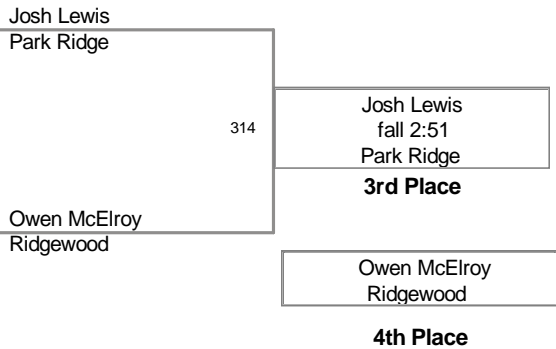 Josh Lewis
Park Ridge
314
Josh Lewis
fall 2:51
Park Ridge
3rd Place
Owen McElroy
Ridgewood
Owen McElroy
Ridgewood
4th Place